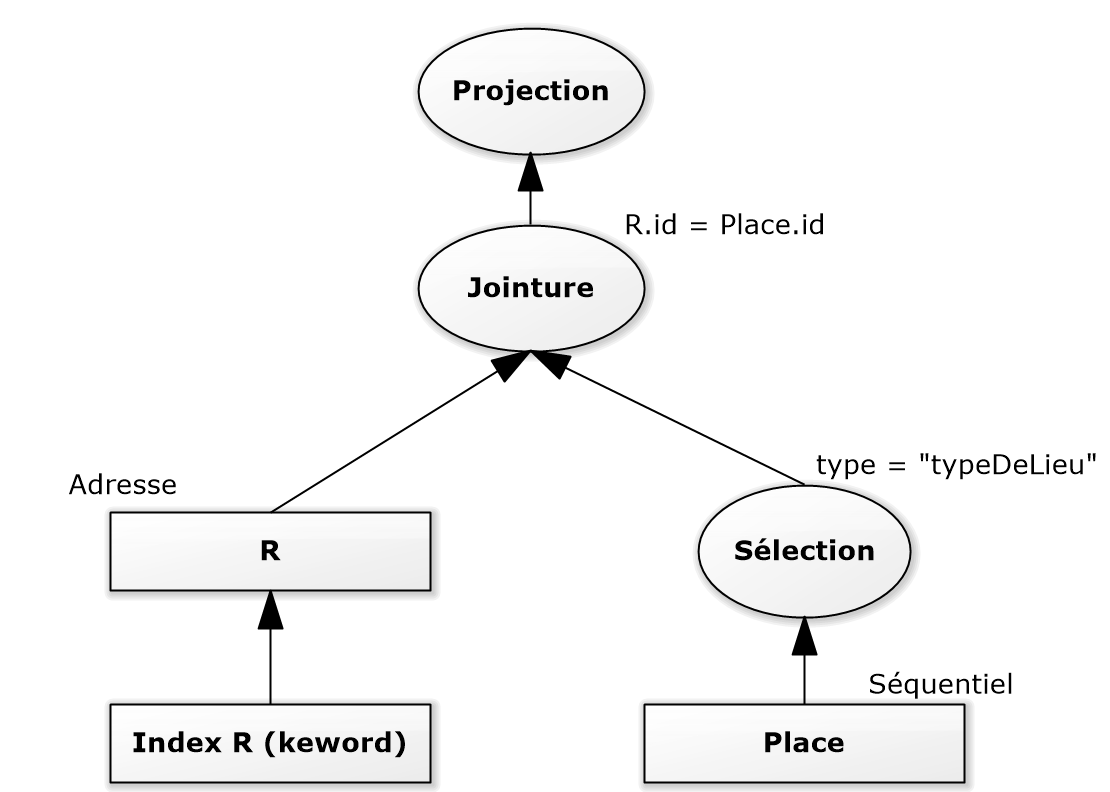 Projection
R.id = Place.id
Jointure
type = "typeDeLieu"
Adresse
R
Sélection
Séquentiel
Index R (keword)
Place